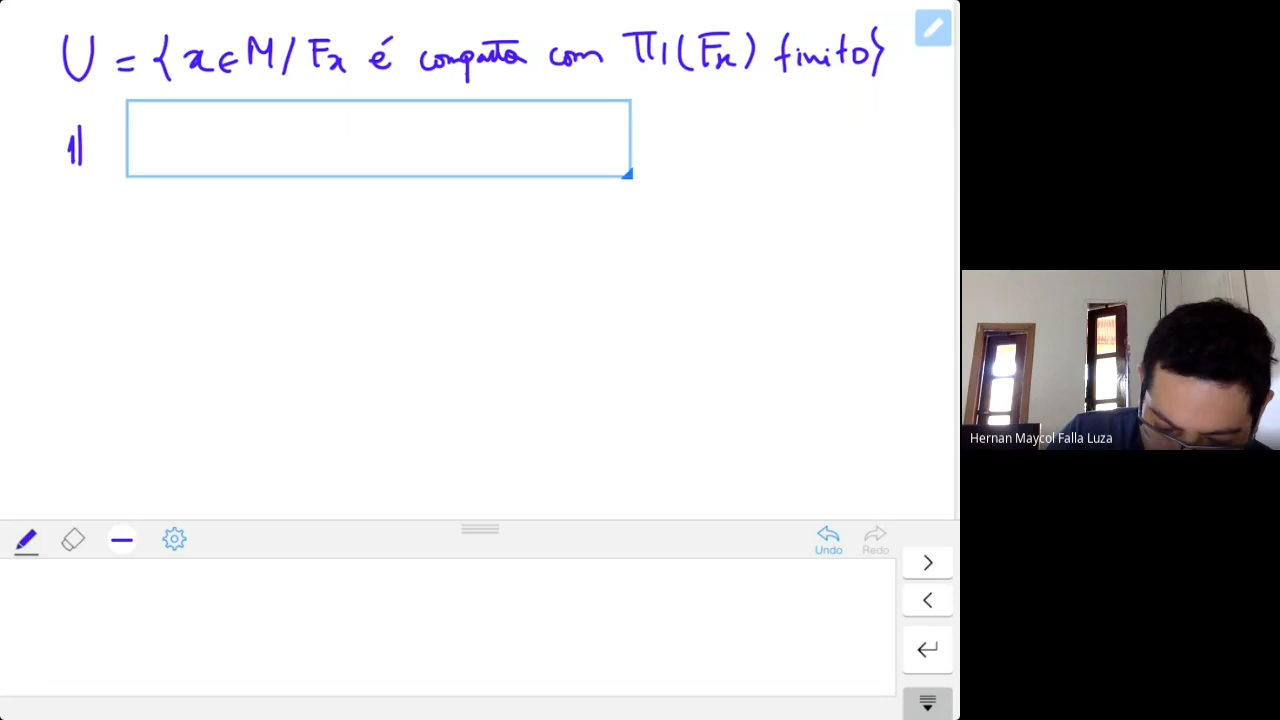 U = { x ∈ M / Fx é compacta com π1(Fx) finito}
1|
Hernan Maycol Falla Luza
Undo
Redo